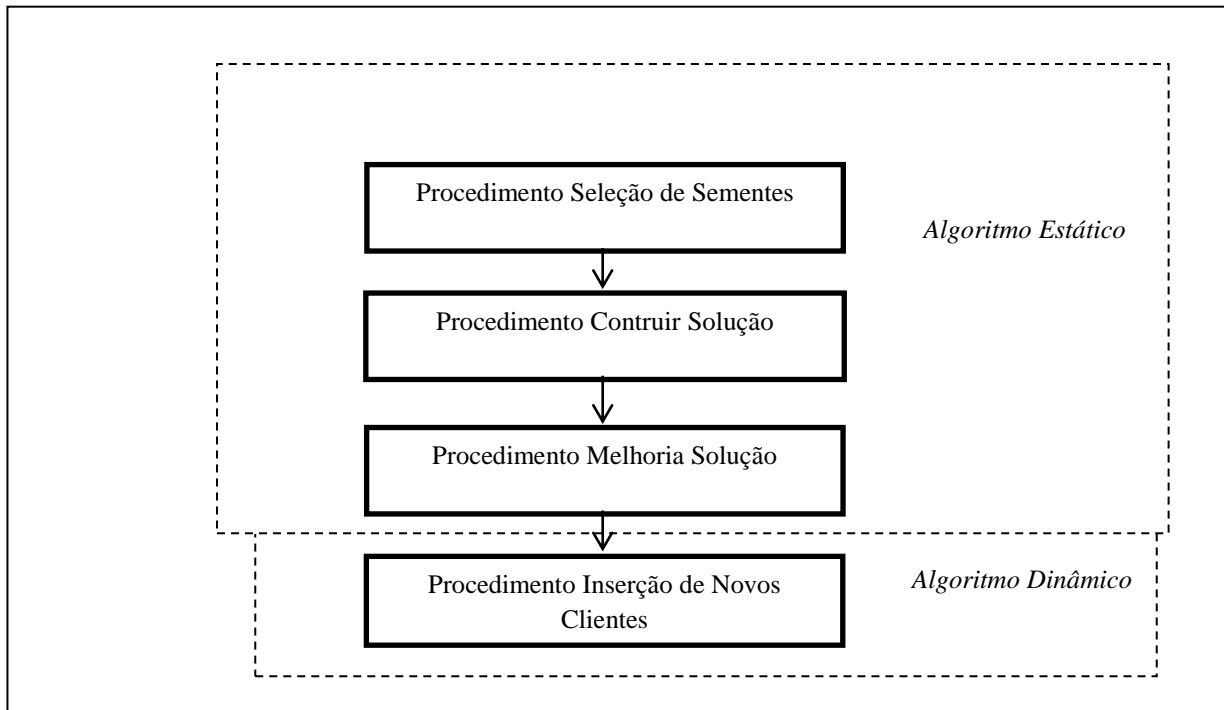 Procedimento Seleção de Sementes
Algoritmo Estático
Procedimento Contruir Solução
Procedimento Melhoria Solução
Procedimento Inserção de Novos
Clientes
Algoritmo Dinâmico